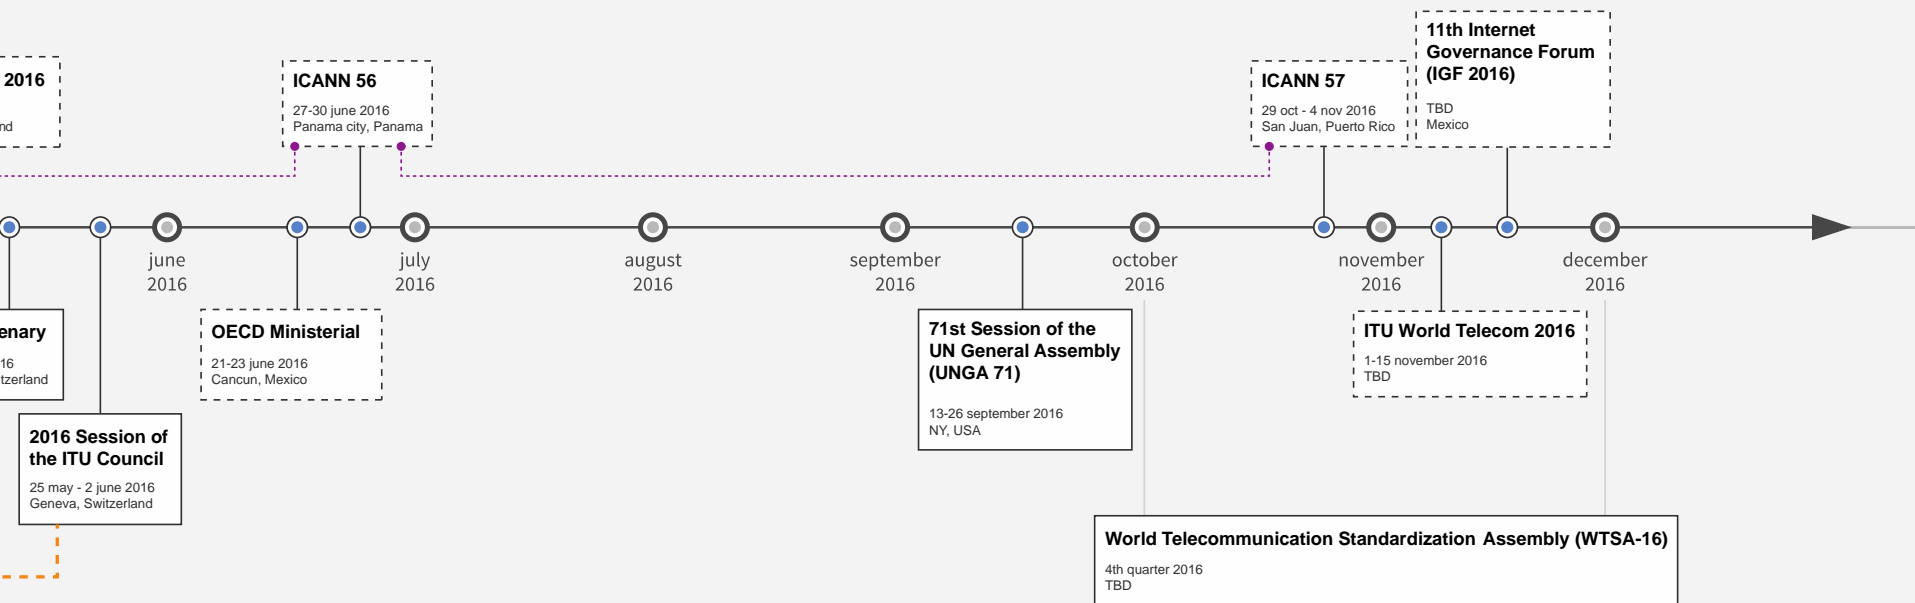 2016
nd
ICANN 56
27-30 june 2016
Panama city, Panama
ICANN 57
29 oct - 4 nov 2016
San Juan, Puerto Rico
11th Internet
Governance Forum
(IGF 2016)
TBD
Mexico
june
2016
july
2016
august
2016
september
2016
october
2016
november
2016
december
2016
enary
16
tzerland
2016 Session of
the ITU Council
25 may - 2 june 2016
Geneva, Switzerland
OECD Ministerial
21-23 june 2016
Cancun, Mexico
71st Session of the
UN General Assembly
(UNGA 71)
13-26 september 2016
NY, USA
ITU World Telecom 2016
1-15 november 2016
TBD
World Telecommunication Standardization Assembly (WTSA-16)
4th quarter 2016
TBD